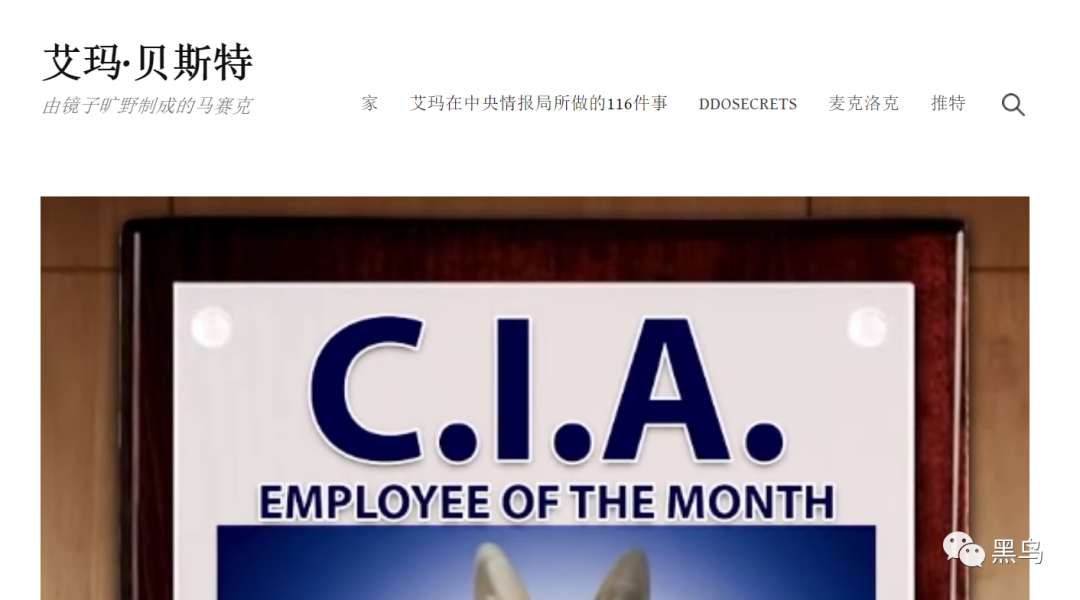 艾玛·贝斯特
由镜子旷野制成的马赛克
家 艾玛在中央情报局所做的116件事 DDOSECRETS 麦克洛克 推特
C.I.A.
EMPLOYEE OF THE MONTH
黑鸟